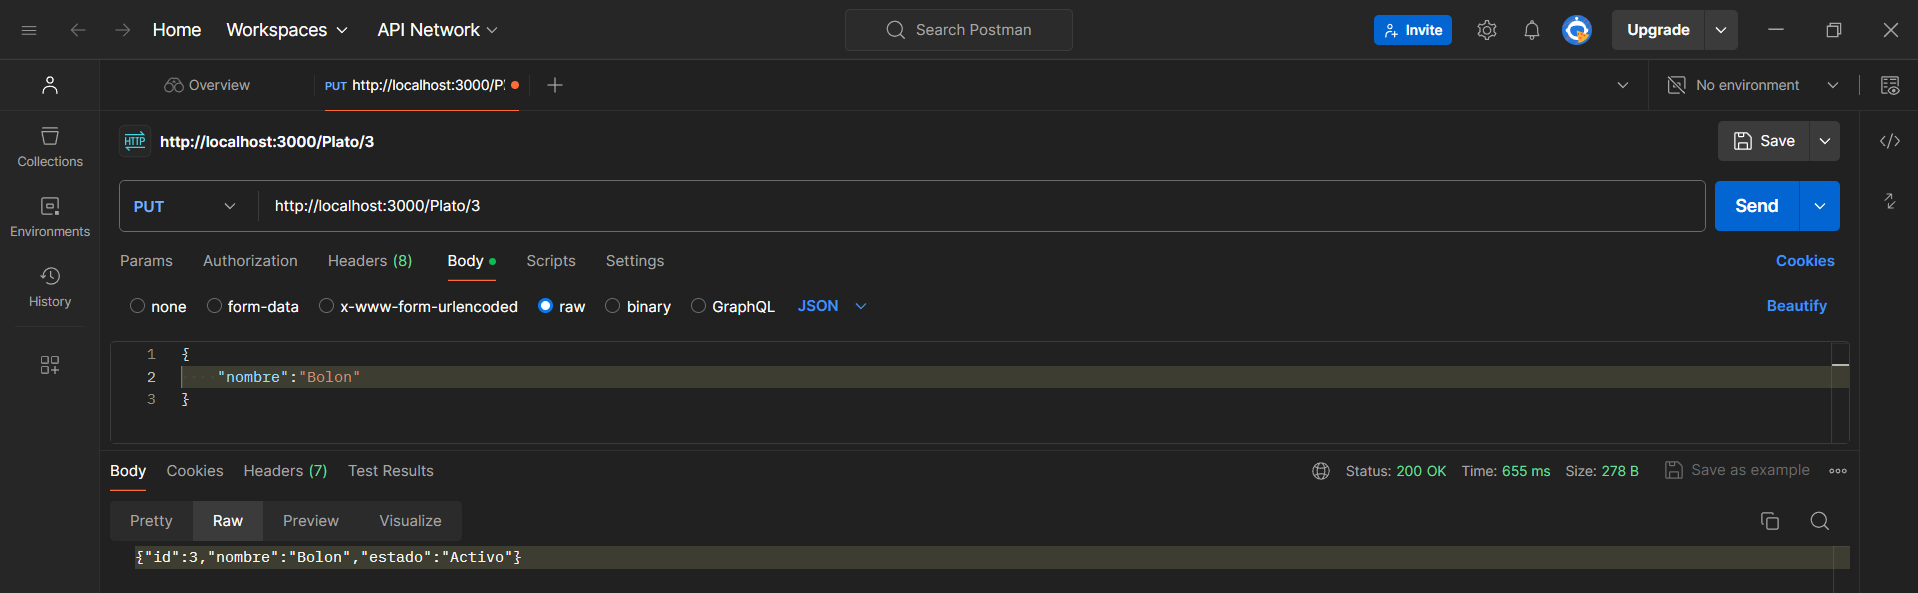 Home Workspaces API Network Search Postman Invite Upgrade
Overview PUT http://localhost:3000/P No environment
HTTP http://localhost:3000/Plato/3 Save
Collections
PUT http://localhost:3000/Plato/3 Send
Environments
Params Authorization Headers (8) Body Scripts Settings Cookies
History
none form-data x-www-form-urlencoded raw binary GraphQL JSON Beautify
1 {
2 "nombre":"Bolon"
3 }
Body Cookies Headers (7) Test Results Status: 200 OK Time: 655 ms Size: 278 B Save as example
Pretty Raw Preview Visualize
{"id":3,"nombre":"Bolon","estado":"Activo"}